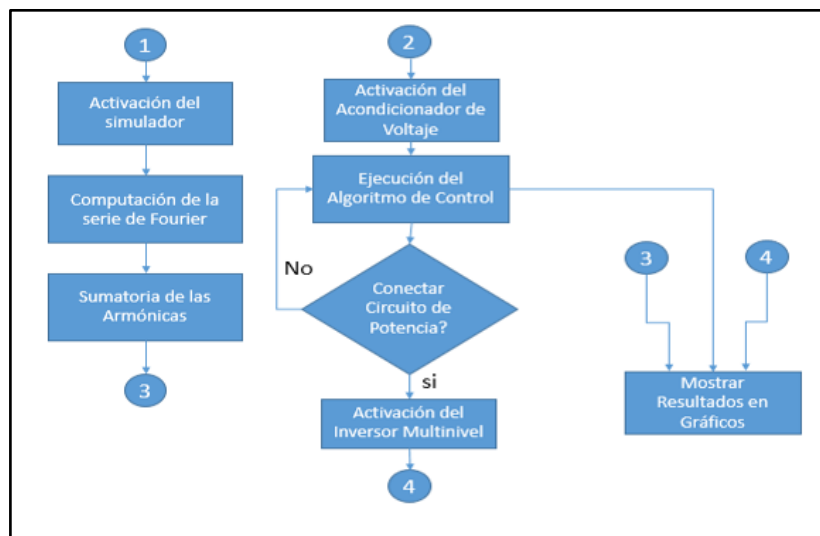 1
Activación del
simulador
Computación de la
serie de Fourier
Sumatoria de las
Armónicas
3
2
Activación del
Acondicionador de
Voltaje
Ejecución del
Algoritmo de Control
No
Conectar
Circuito de
Potencia?
si
Activación del
Inversor Multinivel
4
3
4
Mostrar
Resultados en
Gráficos